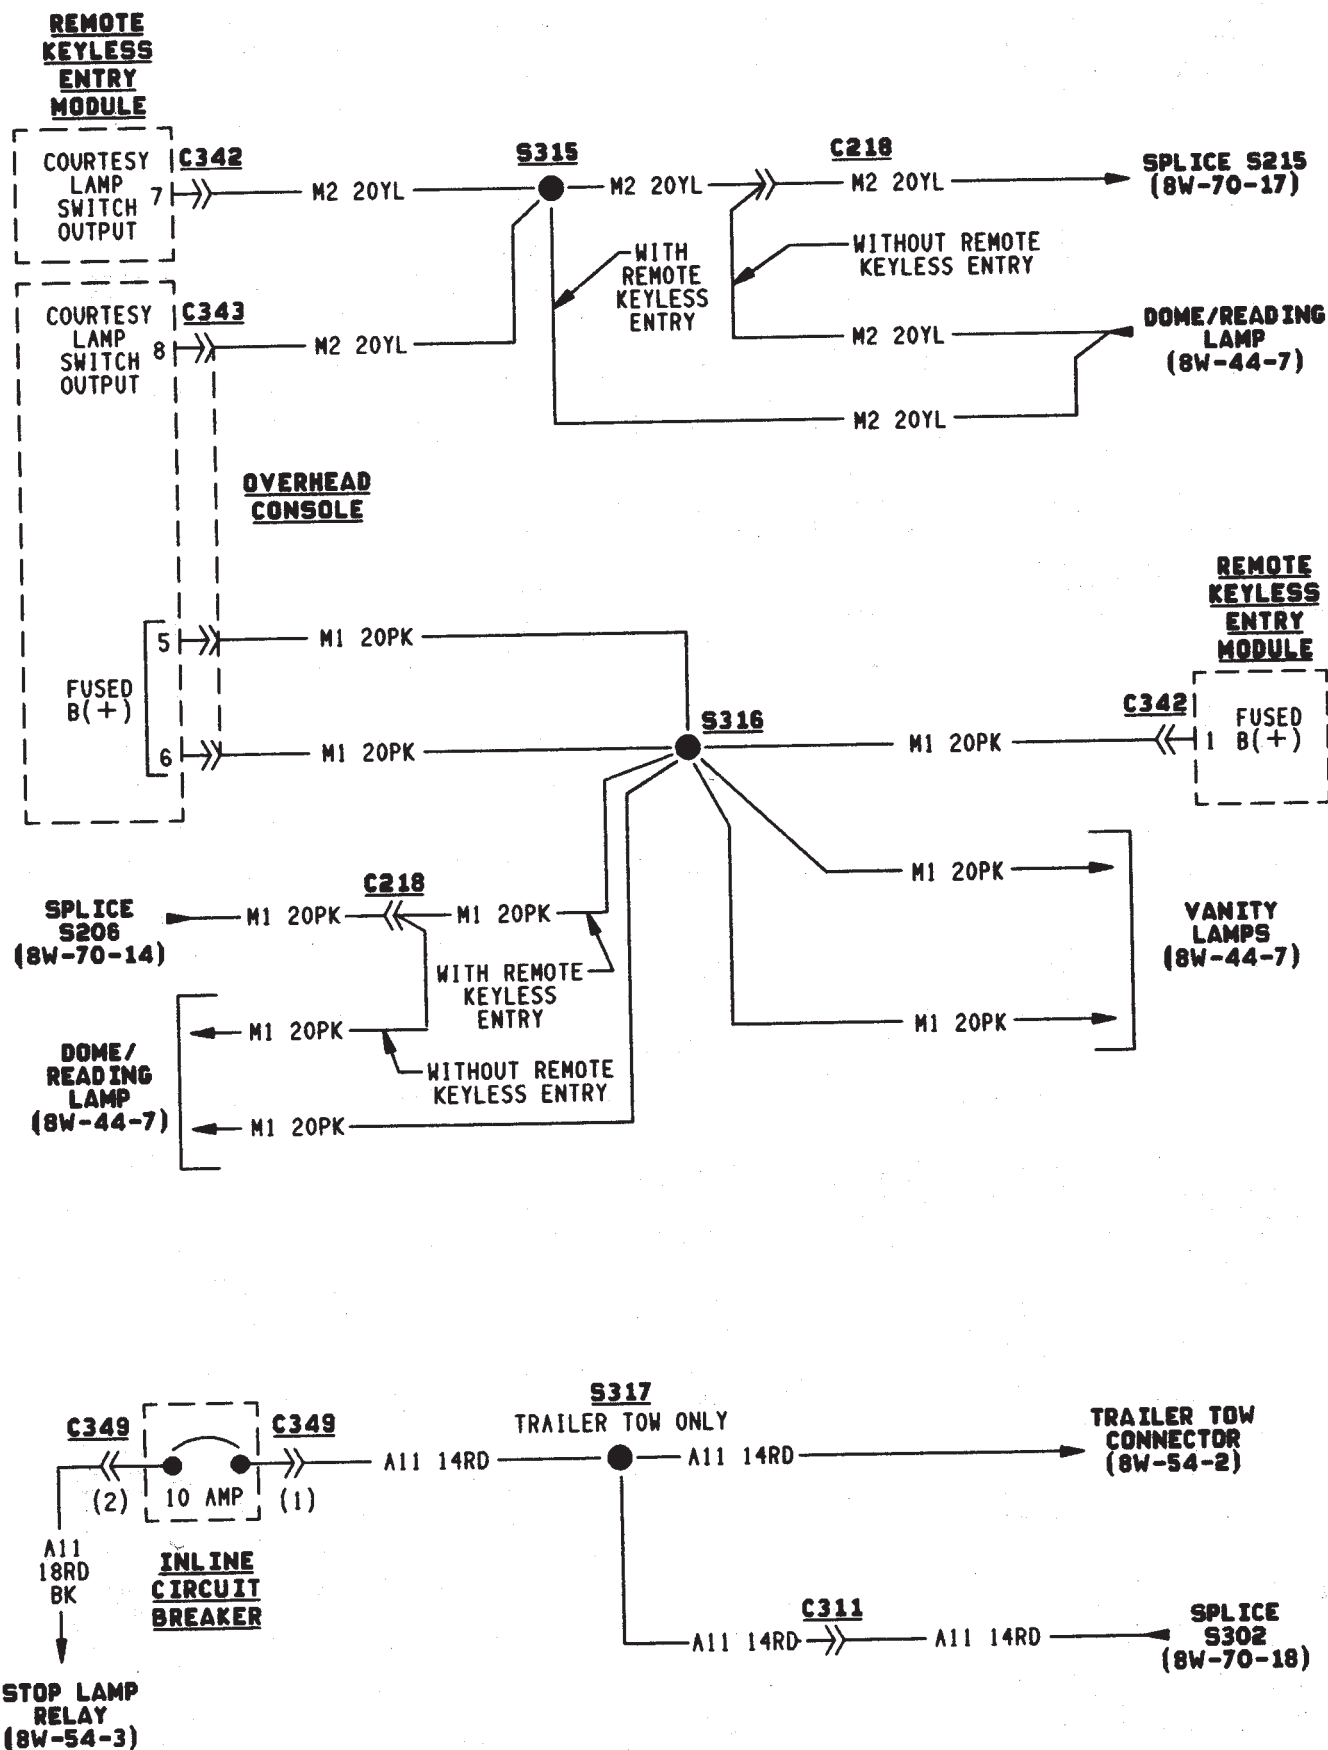 REMOTE
KEYLESS
ENTRY
MODULE
COURTESY
LAMP
SWITCH
OUTPUT
7
C342
M2 20YL
S315
M2 20YL
C218
M2 20YL
SPLICE S215
(8W-70-17)
WITH
REMOTE
KEYLESS
ENTRY
WITHOUT REMOTE
KEYLESS ENTRY
COURTESY
LAMP
SWITCH
OUTPUT
8
C343
M2 20YL
M2 20YL
DOME/READING
LAMP
(8W-44-7)
M2 20YL
OVERHEAD
CONSOLE
FUSED
B(+)
5
M1 20PK
6
M1 20PK
S316
M1 20PK
REMOTE
KEYLESS
ENTRY
MODULE
C342
1
FUSED
B(+)
M1 20PK
VANITY
LAMPS
(8W-44-7)
M1 20PK
SPLICE
S206
(8W-70-14)
M1 20PK
C218
M1 20PK
WITH REMOTE
KEYLESS
ENTRY
DOME/
READING
LAMP
(8W-44-7)
M1 20PK
WITHOUT REMOTE
KEYLESS ENTRY
M1 20PK
C349
(2)
10 AMP
C349
(1)
A11 14RD
S317
TRAILER TOW ONLY
A11 14RD
TRAILER TOW
CONNECTOR
(8W-54-2)
INLINE
CIRCUIT
BREAKER
A11
18RD
BK
STOP LAMP
RELAY
(8W-54-3)
A11 14RD
C311
A11 14RD
SPLICE
S302
(8W-70-18)